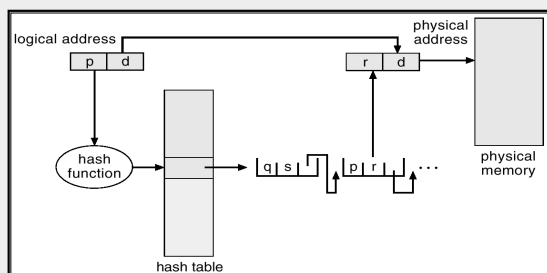 logical address
physical
address
p d
r d
hash
function
q s
p r
...
physical
memory
hash table